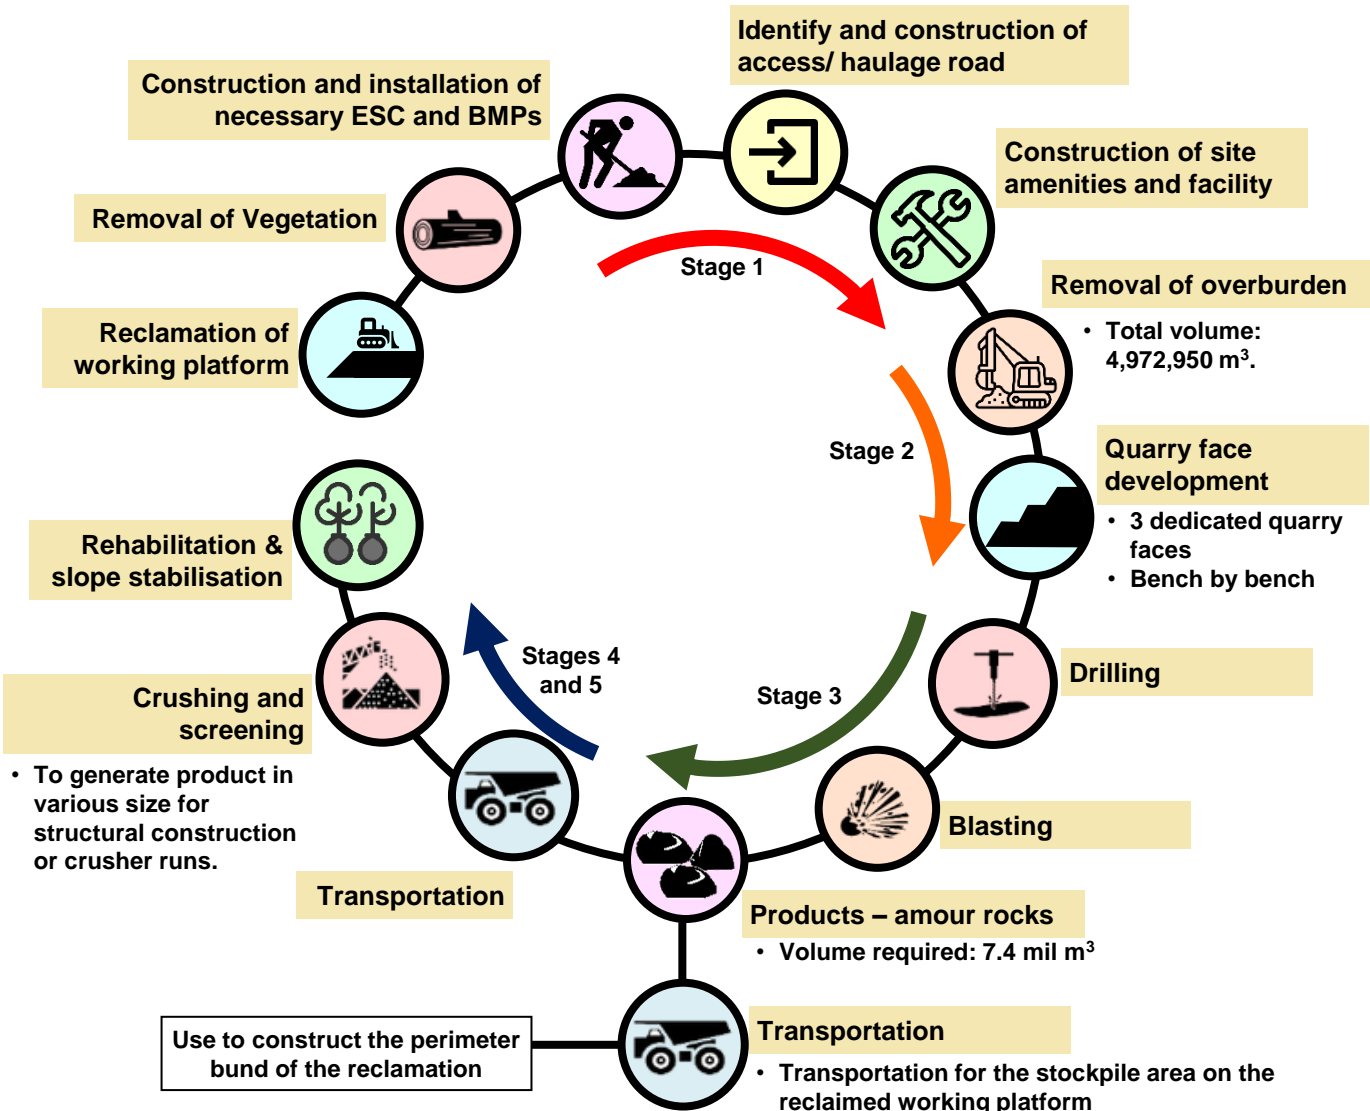 Identify and construction of
access/ haulage road
Construction and installation of
necessary ESC and BMPs
Construction of site
amenities and facility
Removal of Vegetation
Stage 1
Removal of overburden
• Total volume:
4,972,950 m³.
Reclamation of
working platform
Stage 2
Quarry face
development
• 3 dedicated quarry
faces
• Bench by bench
Rehabilitation &
slope stabilisation
Stages 4
and 5
Stage 3
Drilling
Crushing and
screening
• To generate product in
various size for
structural construction
or crusher runs.
Blasting
Transportation
Products – amour rocks
• Volume required: 7.4 mil m³
Use to construct the perimeter
bund of the reclamation
Transportation
• Transportation for the stockpile area on the
reclaimed working platform